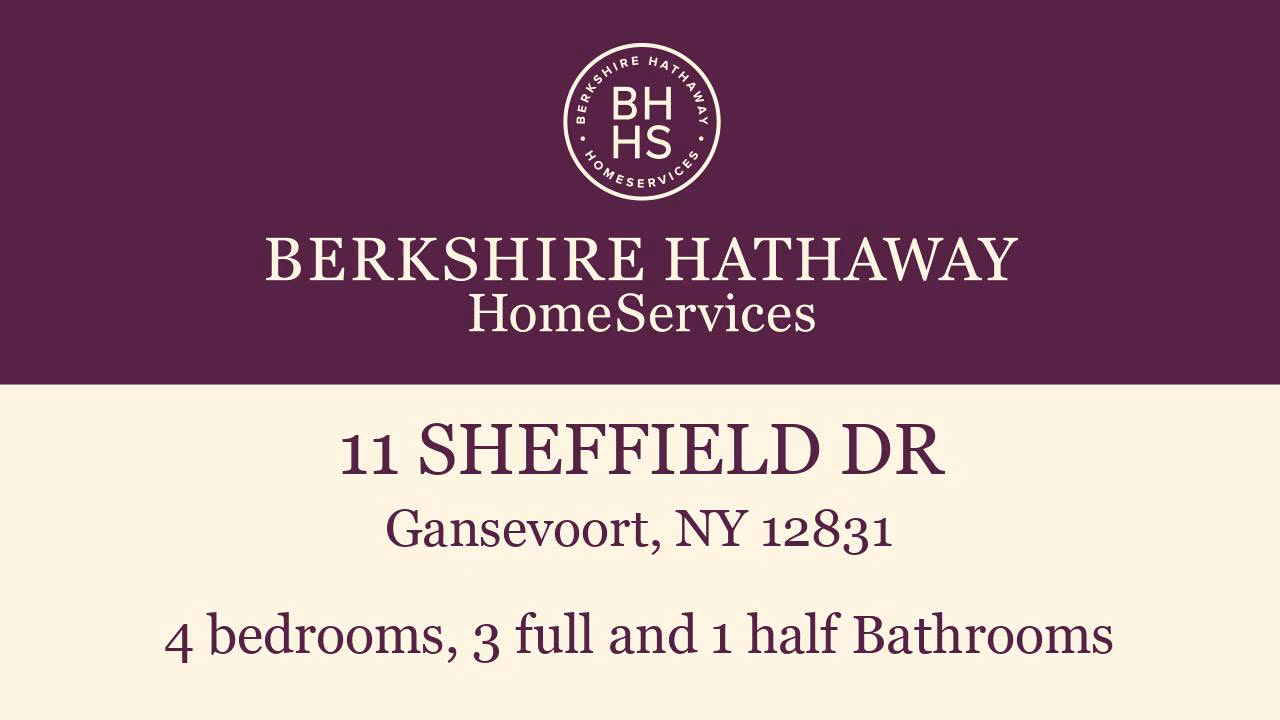 BERKSHIRE HATHAWAY
BH
HS
HOMESERVICES
BERKSHIRE HATHAWAY
HomeServices
11 SHEFFIELD DR
Gansevoort, NY 12831
4 bedrooms, 3 full and 1 half Bathrooms